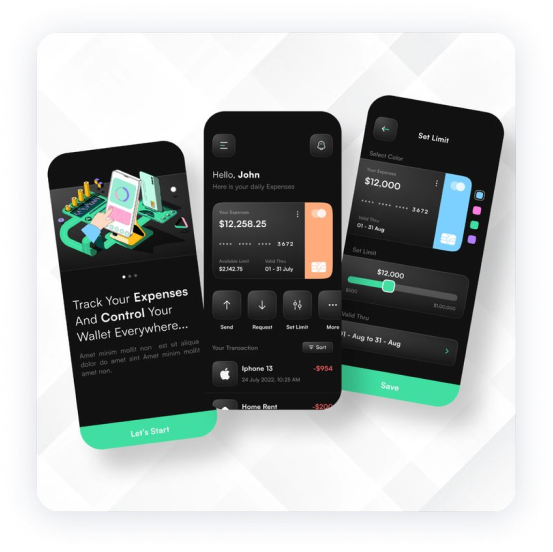 Track Your Expenses
And Control Your
Wallet Everywhere...
Amet minim mollit non est sit aliqua
dolor do amet sint Amet minim mollit
amet non.
Let's Start
Hello, John
Here is your daily Expenses
Your Expenses
$12,258.25
•••• •••• •••• 3672
Available Limit
Valid Thru
$2,142.75
01 - 31 July
Send
Request
Set Limit
More
Your Transaction
Sort
Iphone 13
-$954
24 July 2022, 10:25 AM
Home Rent
-$200
Set Limit
Select Color
Your Expenses
$12,000
•••• •••• •••• 3672
Valid Thru
01 - 31 Aug
Set Limit
$12,000
$500
Valid Thru
01 - Aug to 31 - Aug
Save